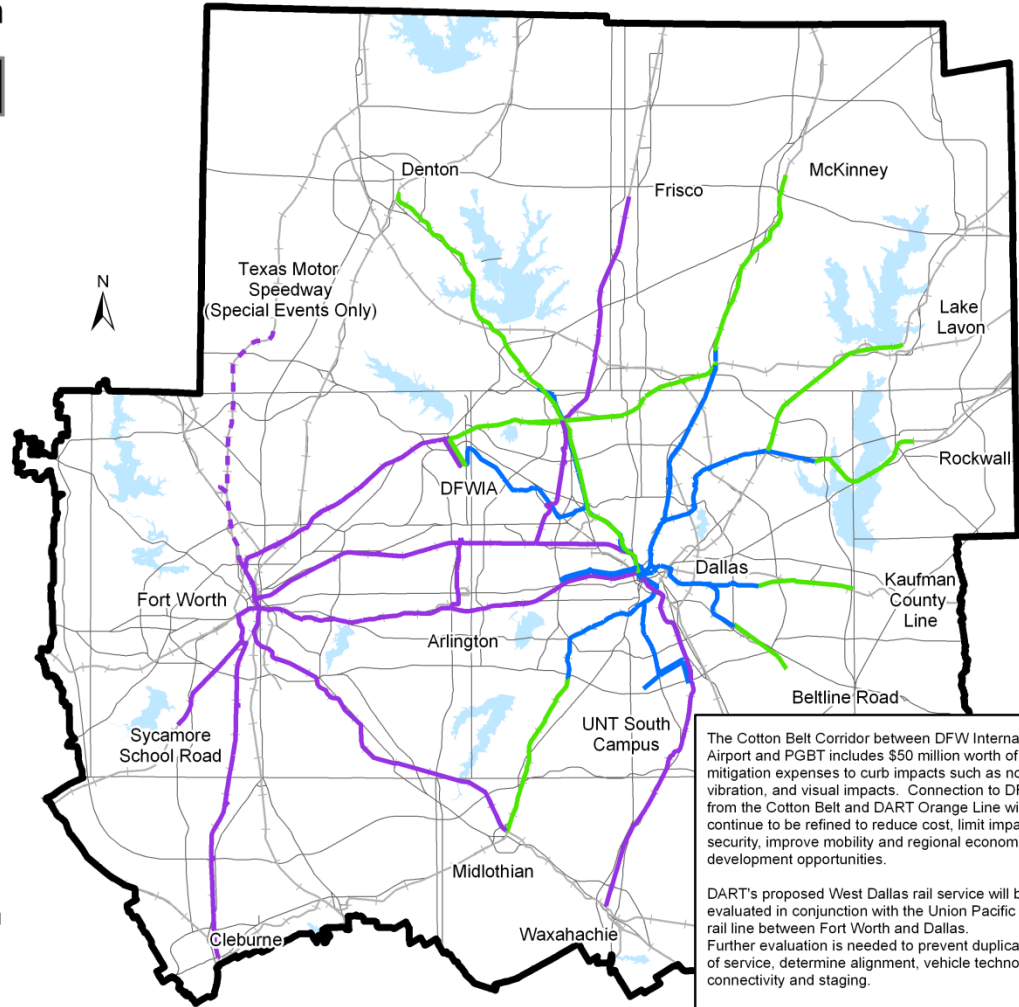 Denton
Frisco
McKinney
N
Texas Motor
Speedway
(Special Events Only)
Lake
Lavon
Rockwall
DFWIA
Dallas
Fort Worth
Kaufman
County
Line
Arlington
Beltline Road
Sycamore
School Road
UNT South
Campus
The Cotton Belt Corridor between DFW Interna
Airport and PGBT includes $50 million worth of
mitigation expenses to curb impacts such as no
vibration, and visual impacts. Connection to DF
from the Cotton Belt and DART Orange Line wi
continue to be refined to reduce cost, limit impa
security, improve mobility and regional econom
development opportunities.
DART's proposed West Dallas rail service will b
evaluated in conjunction with the Union Pacific
rail line between Fort Worth and Dallas.
Further evaluation is needed to prevent duplica
of service, determine alignment, vehicle techno
connectivity and staging.
Midlothian
Waxahachie
Cleburne